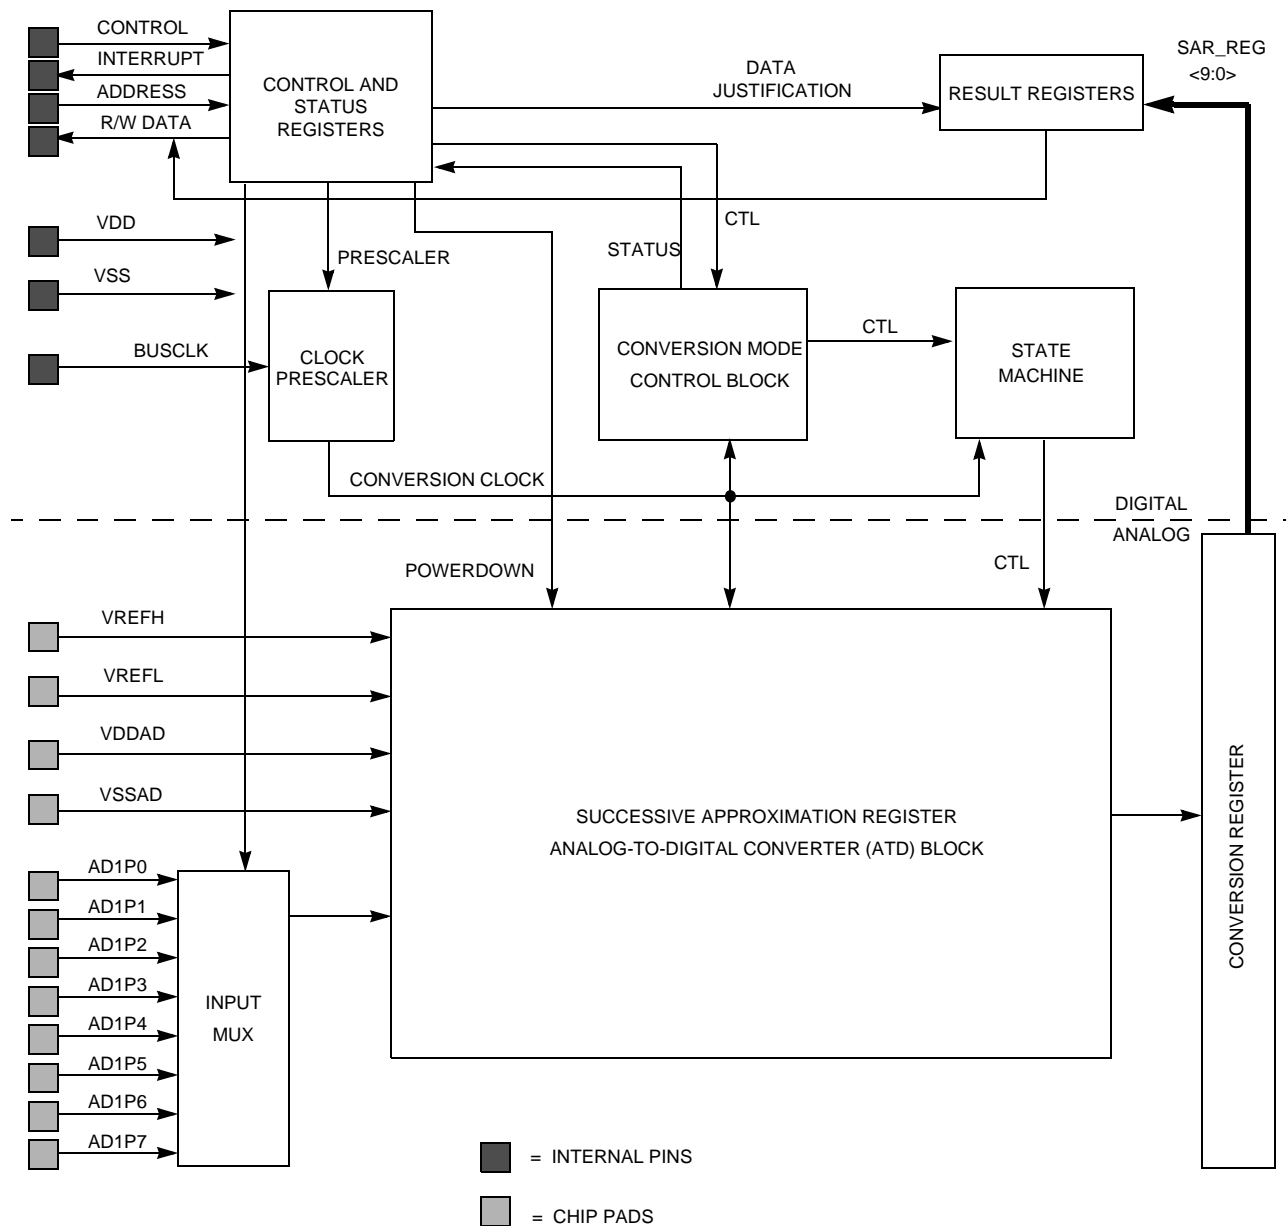 CONTROL
INTERRUPT
ADDRESS
R/W DATA
CONTROL AND
STATUS
REGISTERS
DATA
JUSTIFICATION
RESULT REGISTERS
SAR_REG
<9:0>
VDD
VSS
BUSCLK
PRESCALER
STATUS
CTL
CLOCK
PRESCALER
CONVERSION MODE
CONTROL BLOCK
CTL
STATE
MACHINE
CONVERSION CLOCK
DIGITAL
ANALOG
POWERDOWN
CTL
VREFH
VREFL
VDDAD
VSSAD
SUCCESSIVE APPROXIMATION REGISTER
ANALOG-TO-DIGITAL CONVERTER (ATD) BLOCK
CONVERSION REGISTER
AD1P0
AD1P1
AD1P2
AD1P3
AD1P4
AD1P5
AD1P6
AD1P7
INPUT
MUX
= INTERNAL PINS
= CHIP PADS